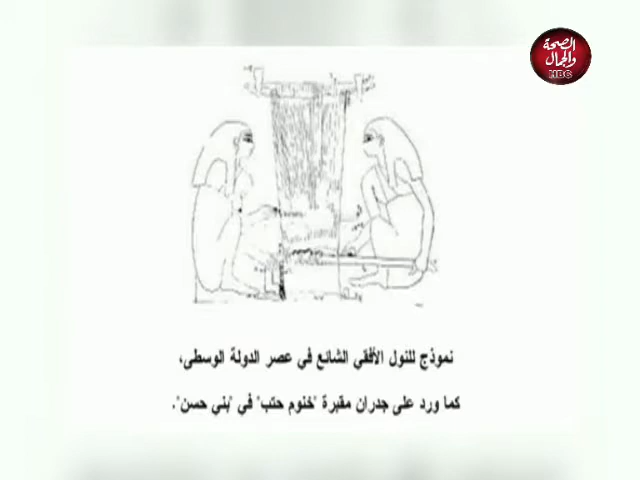 الصحة
والجمال
MBC
نموذج للنول الأفقي الشائع في عصر الدولة الوسطى،
كما ورد على جدران مقبرة "خنوم حتب" في "بني حسن".